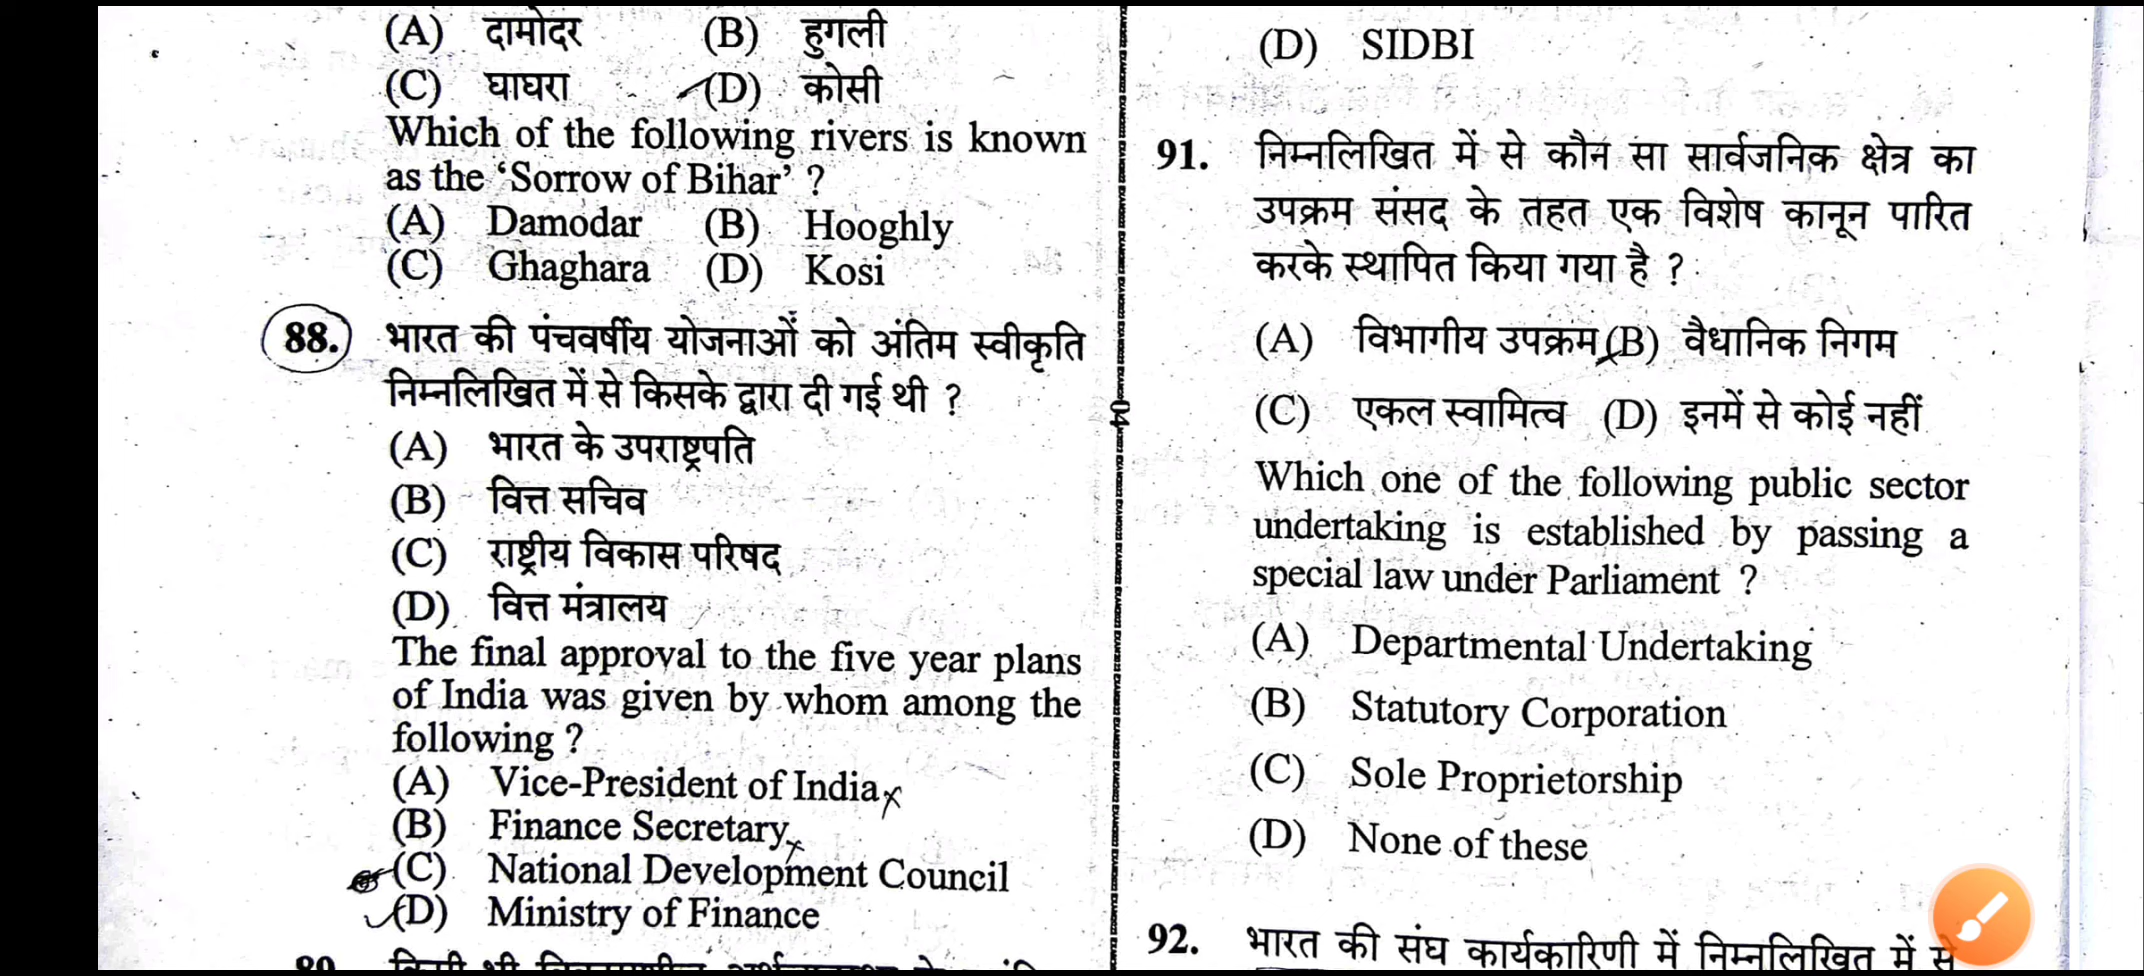 (A) दामोदर (B) हुगली
(C) घाघरा (D) कोसी
Which of the following rivers is known
as the ‘Sorrow of Bihar’ ?
(A) Damodar (B) Hooghly
(C) Ghaghara (D) Kosi
88. भारत की पंचवर्षीय योजनाओं को अंतिम स्वीकृति
निम्नलिखित में से किसके द्वारा दी गई थी ?
(A) भारत के उपराष्ट्रपति
(B) वित्त सचिव
(C) राष्ट्रीय विकास परिषद
(D) वित्त मंत्रालय
The final approval to the five year plans
of India was given by whom among the
following ?
(A) Vice-President of India
(B) Finance Secretary
(C) National Development Council
(D) Ministry of Finance
04
(D) SIDBI
91. निम्नलिखित में से कौन सा सार्वजनिक क्षेत्र का
उपक्रम संसद के तहत एक विशेष कानून पारित
करके स्थापित किया गया है ?
(A) विभागीय उपक्रम (B) वैधानिक निगम
(C) एकल स्वामित्व (D) इनमें से कोई नहीं
Which one of the following public sector
undertaking is established by passing a
special law under Parliament ?
(A) Departmental Undertaking
(B) Statutory Corporation
(C) Sole Proprietorship
(D) None of these
92. भारत की संघ कार्यकारिणी में निम्नलिखित में से